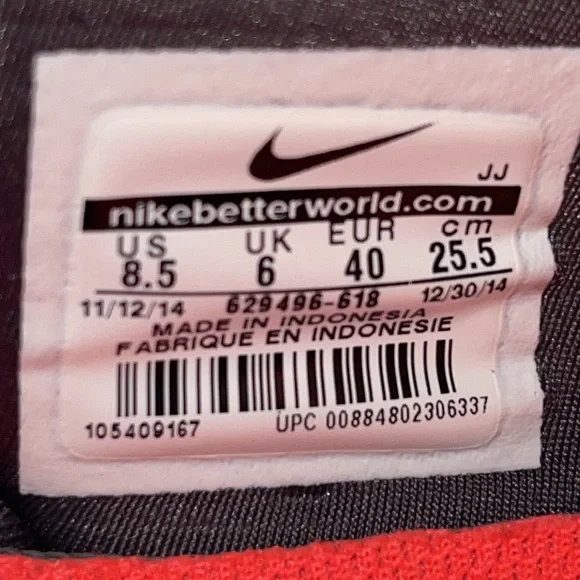 JJ
nikebetterworld.com
US UK EUR cm
8.5 6 40 25.5
11/12/14 629496-618 12/30/14
MADE IN INDONESIA
FABRIQUE EN INDONÉSIE
105409167 UPC 00884802306337